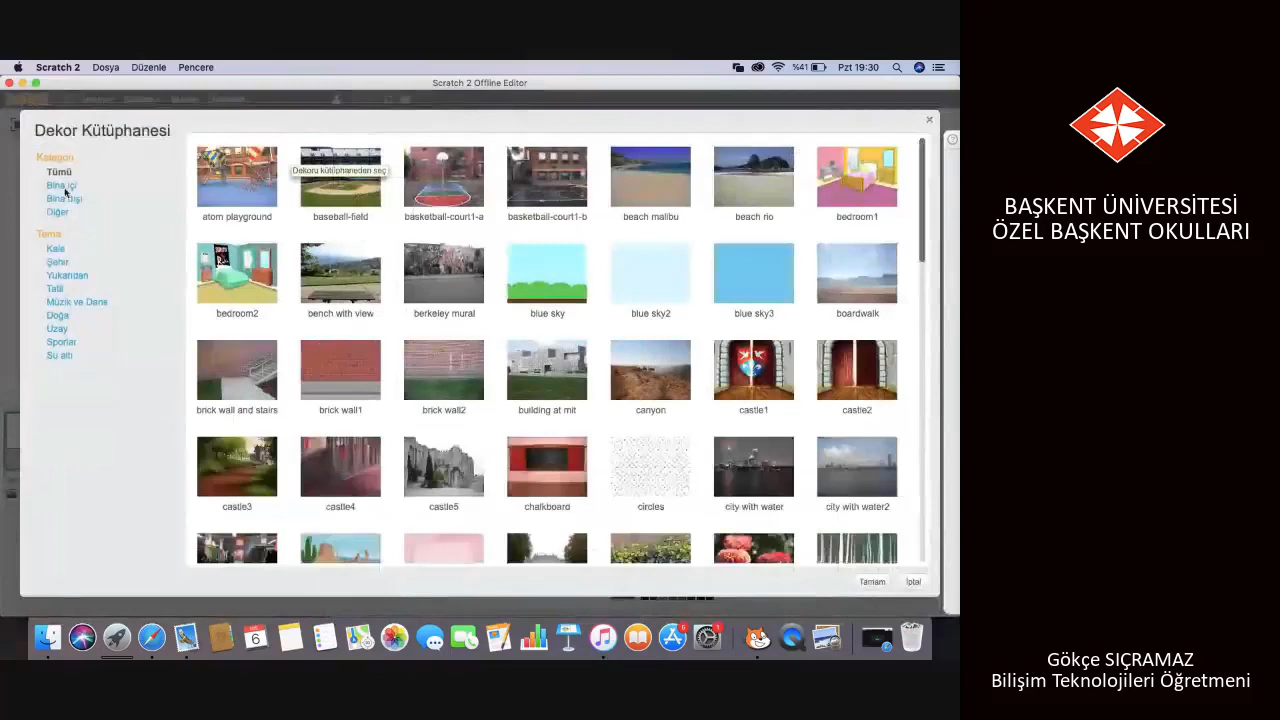 Scratch 2 Dosya Düzenle Pencere
%41 Pzt 19:30
Scratch 2 Offline Editor
Dekor Kütüphanesi
Kategori
Tümü
Bina içi
Bina dışı
Diğer
Tema
Kale
Şehir
Yukarıdan
Tatil
Müzik ve Dans
Doğa
Uzay
Sporlar
Su altı
Dekoru kütüphaneden seç
atom playground baseball-field basketball-court1-a basketball-court1-b beach malibu beach rio bedroom1
bedroom2 bench with view berkeley mural blue sky blue sky2 blue sky3 boardwalk
brick wall and stairs brick wall1 brick wall2 building at mit canyon castle1 castle2
castle3 castle4 castle5 chalkboard circles city with water city with water2
Tamam İptal
6
6
1
BAŞKENT ÜNİVERSİTESİ
ÖZEL BAŞKENT OKULLARI
Gökçe SIÇRAMAZ
Bilişim Teknolojileri Öğretmeni